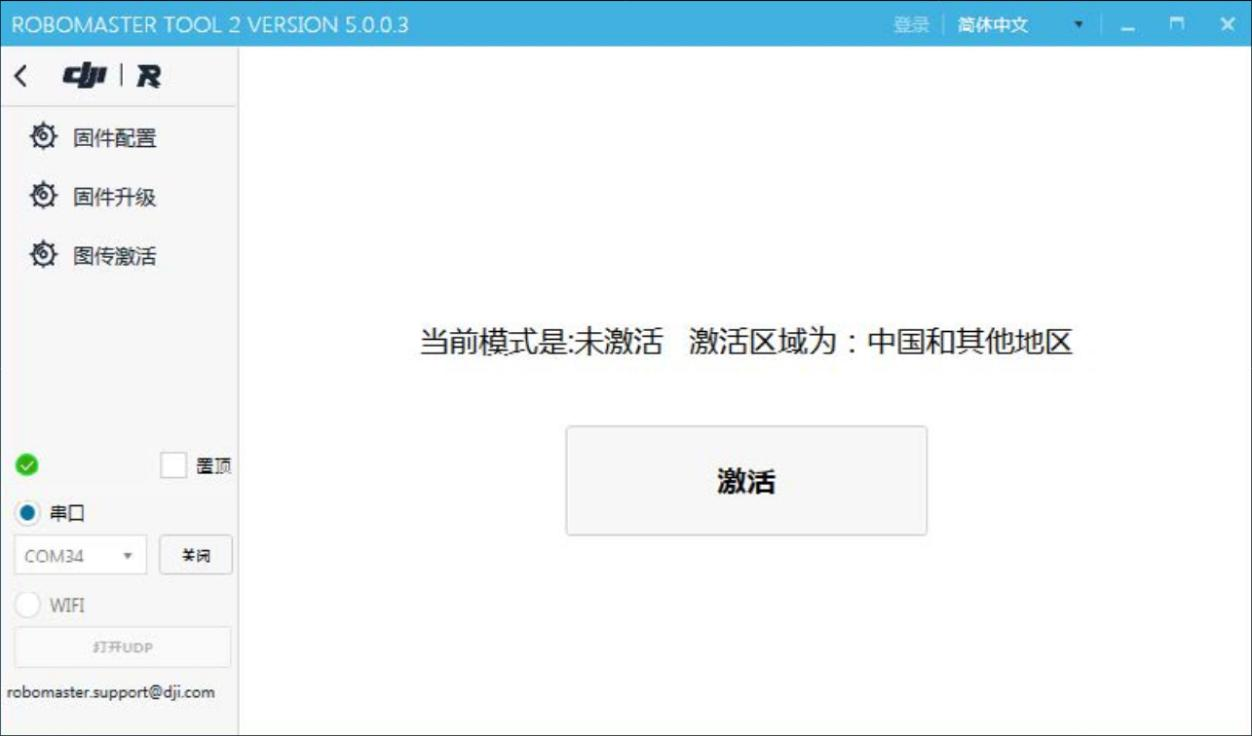 ROBOMASTER TOOL 2 VERSION 5.0.0.3
登录 简体中文
dji R
固件配置
固件升级
图传激活
当前模式是:未激活 激活区域为：中国和其他地区
激活
置顶
串口
COM34 关闭
WIFI
打开UDP
robomaster.support@dji.com